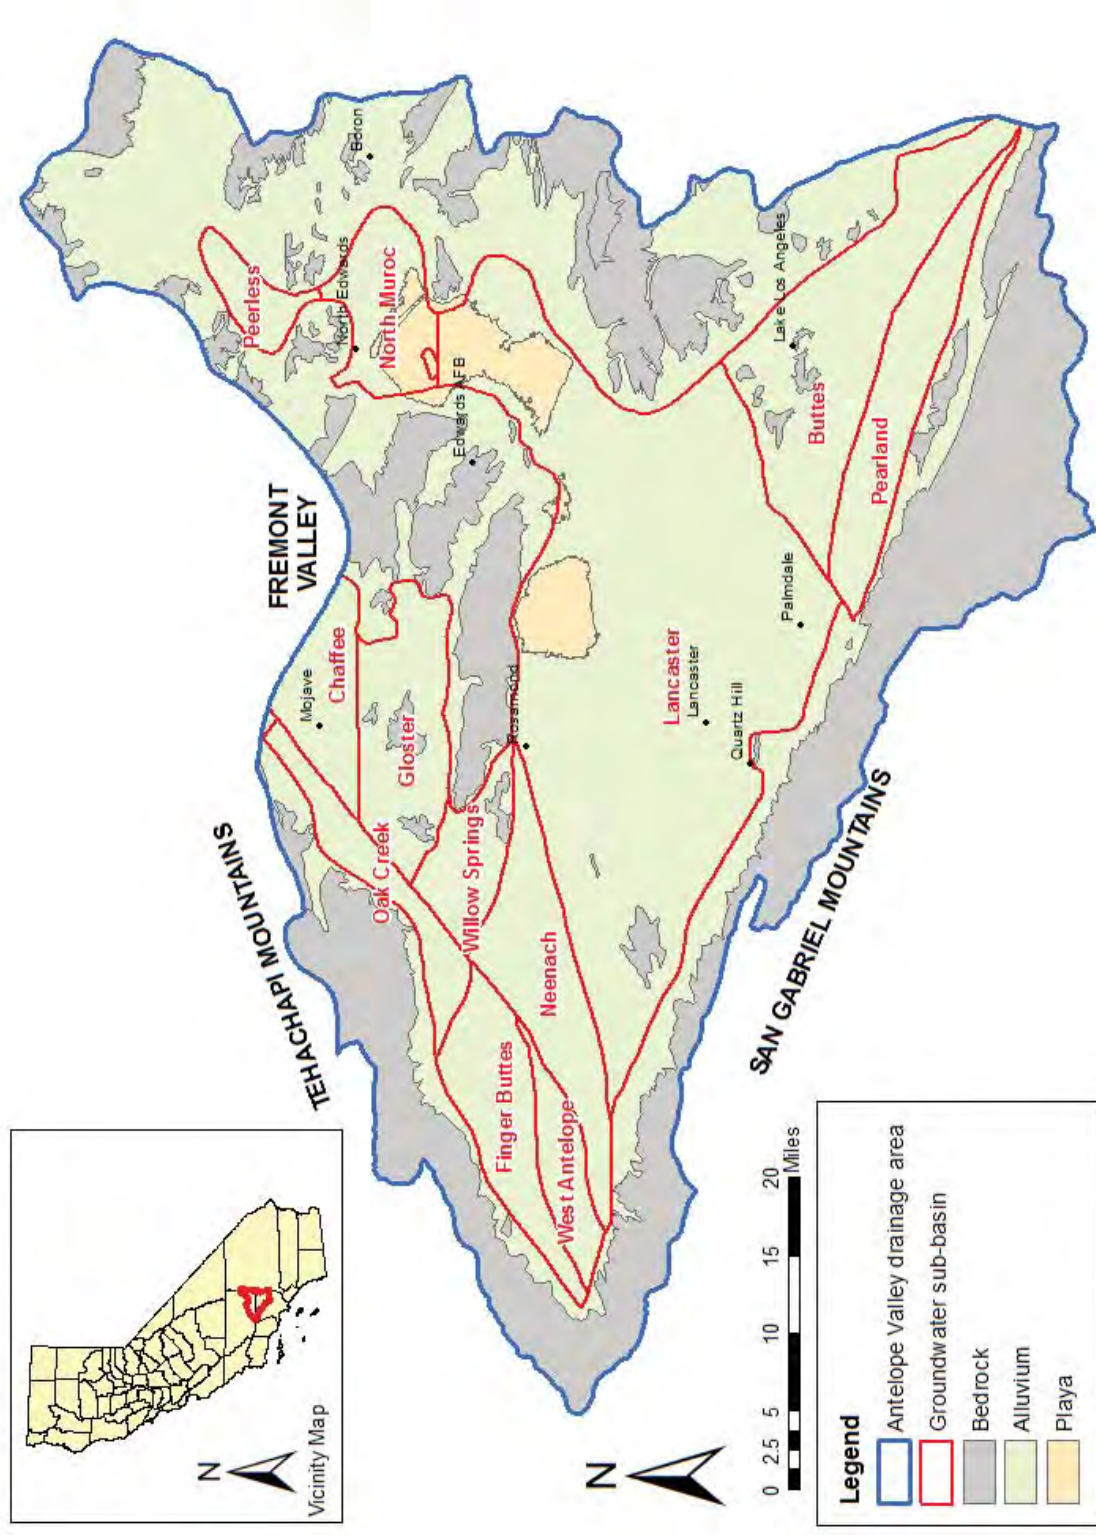 Vicinity Map
N
TEHACHAPI MOUNTAINS
FREMONT
VALLEY
SAN GABRIEL MOUNTAINS
Peerless
North Edwards
Boron
North Muroc
Edwards AFB
Mojave
Chaffee
Gloster
Oak Creek
Willow Springs
Rosamond
Finger Buttes
West Antelope
Neenach
Lancaster
Lancaster
Quartz Hill
Palmdale
Lake Los Angeles
Buttes
Pearland
N
0 2.5 5 10 15 20
Miles
Legend
Antelope Valley drainage area
Groundwater sub-basin
Bedrock
Alluvium
Playa